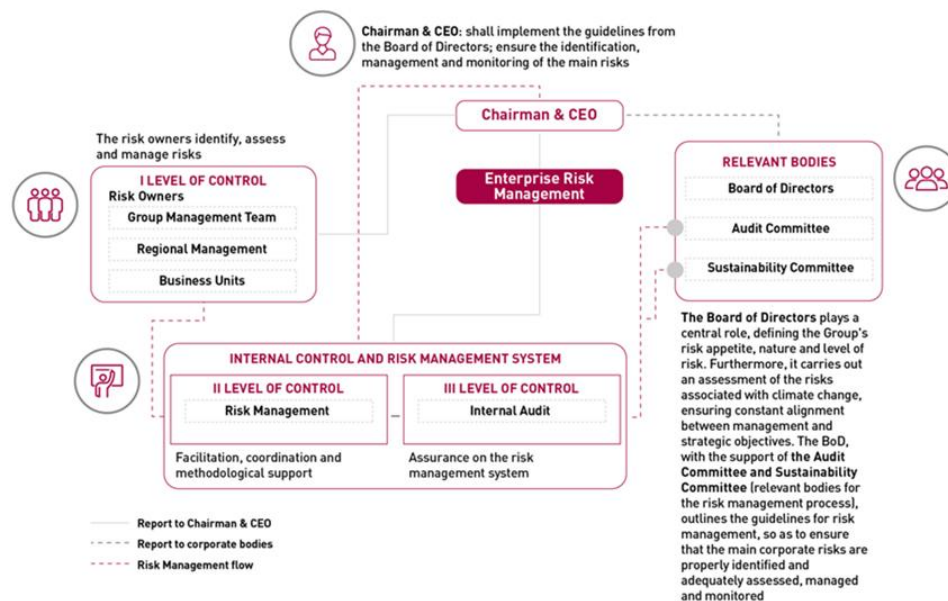 Chairman & CEO: shall implement the guidelines from
the Board of Directors; ensure the identification,
management and monitoring of the main risks
Chairman & CEO
The risk owners identify, assess
and manage risks
I LEVEL OF CONTROL
Risk Owners
Group Management Team
Regional Management
Business Units
Enterprise Risk
Management
RELEVANT BODIES
Board of Directors
Audit Committee
Sustainability Committee
The Board of Directors plays a
central role, defining the Group's
risk appetite, nature and level of
risk. Furthermore, it carries out
an assessment of the risks
associated with climate change,
ensuring constant alignment
between management and
strategic objectives. The BoD,
with the support of the Audit
Committee and Sustainability
Committee (relevant bodies for
the risk management process),
outlines the guidelines for risk
management, so as to ensure
that the main corporate risks are
properly identified and
adequately assessed, managed
and monitored
INTERNAL CONTROL AND RISK MANAGEMENT SYSTEM
II LEVEL OF CONTROL
Risk Management
Facilitation, coordination and
methodological support
III LEVEL OF CONTROL
Internal Audit
Assurance on the risk
management system
Report to Chairman & CEO
Report to corporate bodies
Risk Management flow